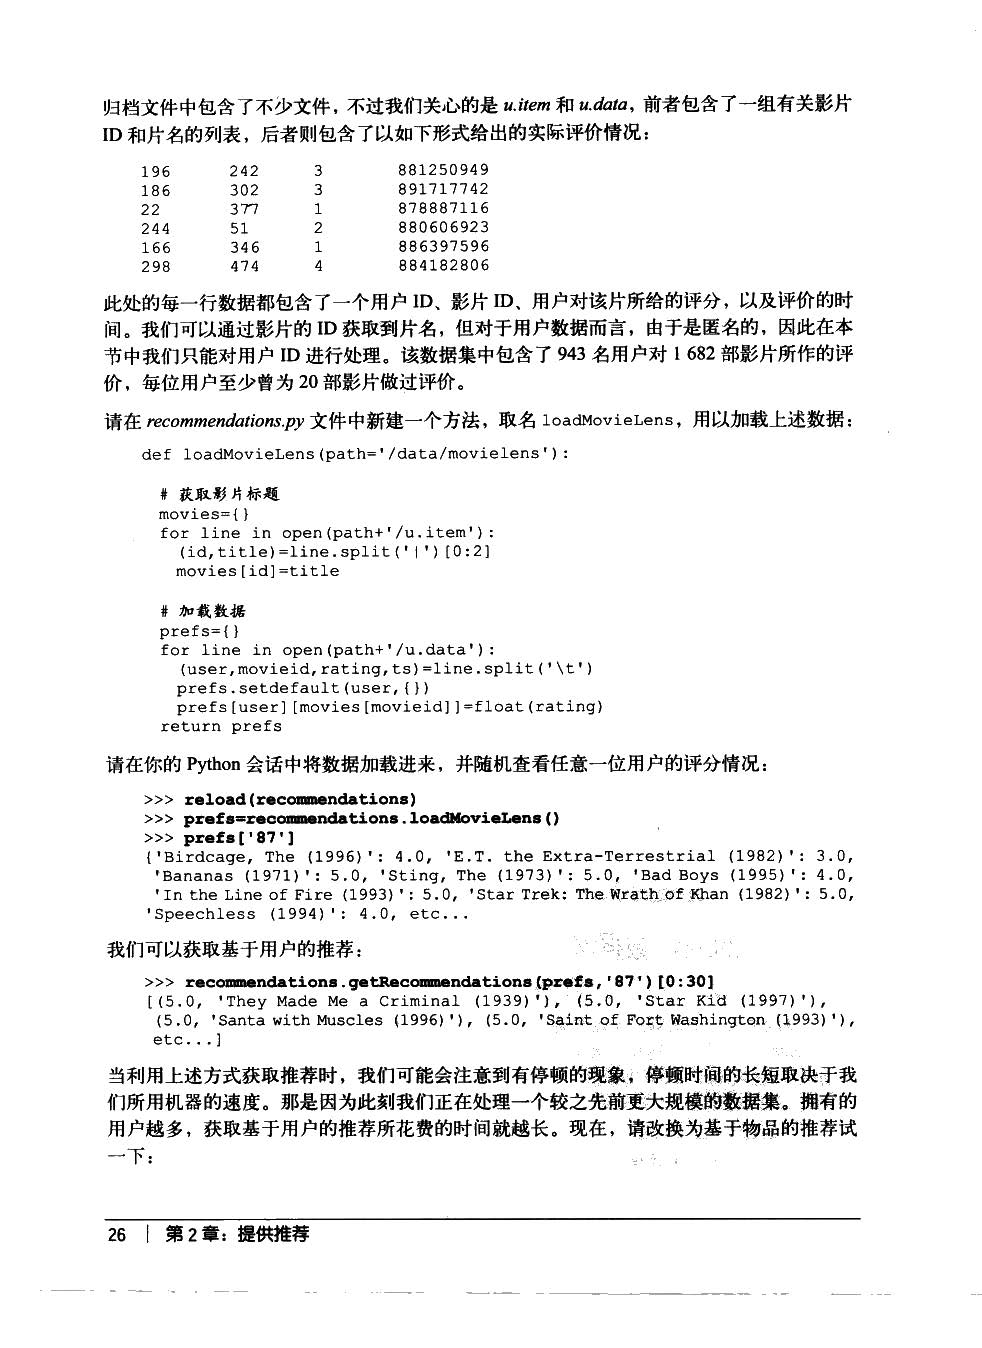 归档文件中包含了不少文件，不过我们关心的是 u.item 和 u.data，前者包含了一组有关影片
ID 和片名的列表，后者则包含了以如下形式给出的实际评价情况：
196 242 3 881250949
186 302 3 891717742
22 377 1 878887116
244 51 2 880606923
166 346 1 886397596
298 474 4 884182806
此处的每一行数据都包含了一个用户 ID、影片 ID、用户对该片所给的评分，以及评价的时
间。我们可以通过影片的 ID 获取到片名，但对于用户数据而言，由于是匿名的，因此在本
节中我们只能对用户 ID 进行处理。该数据集中包含了 943 名用户对 1 682 部影片所作的评
价，每位用户至少曾为 20 部影片做过评价。
请在 recommendations.py 文件中新建一个方法，取名 loadMovieLens，用以加载上述数据：
def loadMovieLens(path='/data/movielens'):
# 获取影片标题
movies={}
for line in open(path+'/u.item'):
(id,title)=line.split('|')[0:2]
movies[id]=title
# 加载数据
prefs={}
for line in open(path+'/u.data'):
(user,movieid,rating,ts)=line.split('\t')
prefs.setdefault(user,{})
prefs[user][movies[movieid]]=float(rating)
return prefs
请在你的 Python 会话中将数据加载进来，并随机查看任意一位用户的评分情况：
>>> reload(recommendations)
>>> prefs=recommendations.loadMovieLens()
>>> prefs['87']
{'Birdcage, The (1996)': 4.0, 'E.T. the Extra-Terrestrial (1982)': 3.0,
'Bananas (1971)': 5.0, 'Sting, The (1973)': 5.0, 'Bad Boys (1995)': 4.0,
'In the Line of Fire (1993)': 5.0, 'Star Trek: The Wrath of Khan (1982)': 5.0,
'Speechless (1994)': 4.0, etc...
我们可以获取基于用户的推荐：
>>> recommendations.getRecommendations(prefs,'87')[0:30]
[(5.0, 'They Made Me a Criminal (1939)'), (5.0, 'Star Kid (1997)'),
(5.0, 'Santa with Muscles (1996)'), (5.0, 'Saint of Fort Washington (1993)'),
etc...]
当利用上述方式获取推荐时，我们可能会注意到有停顿的现象，停顿时间的长短取决于我
们所用机器的速度。那是因为此刻我们正在处理一个较之先前更大规模的数据集。拥有的
用户越多，获取基于用户的推荐所花费的时间就越长。现在，请改换为基于物品的推荐试
一下：
26 | 第 2 章：提供推荐